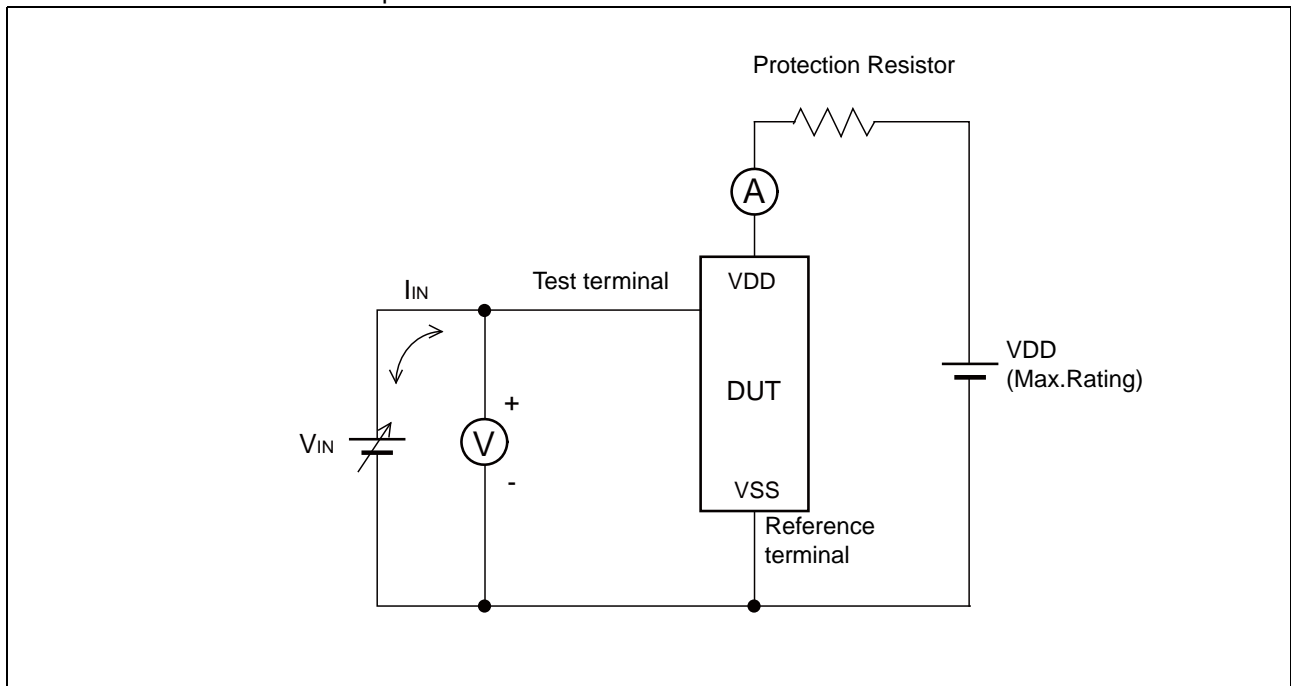 Protection Resistor
A
Test terminal
VDD
IIN
VDD
(Max.Rating)
DUT
+
VIN
V
-
VSS
Reference
terminal